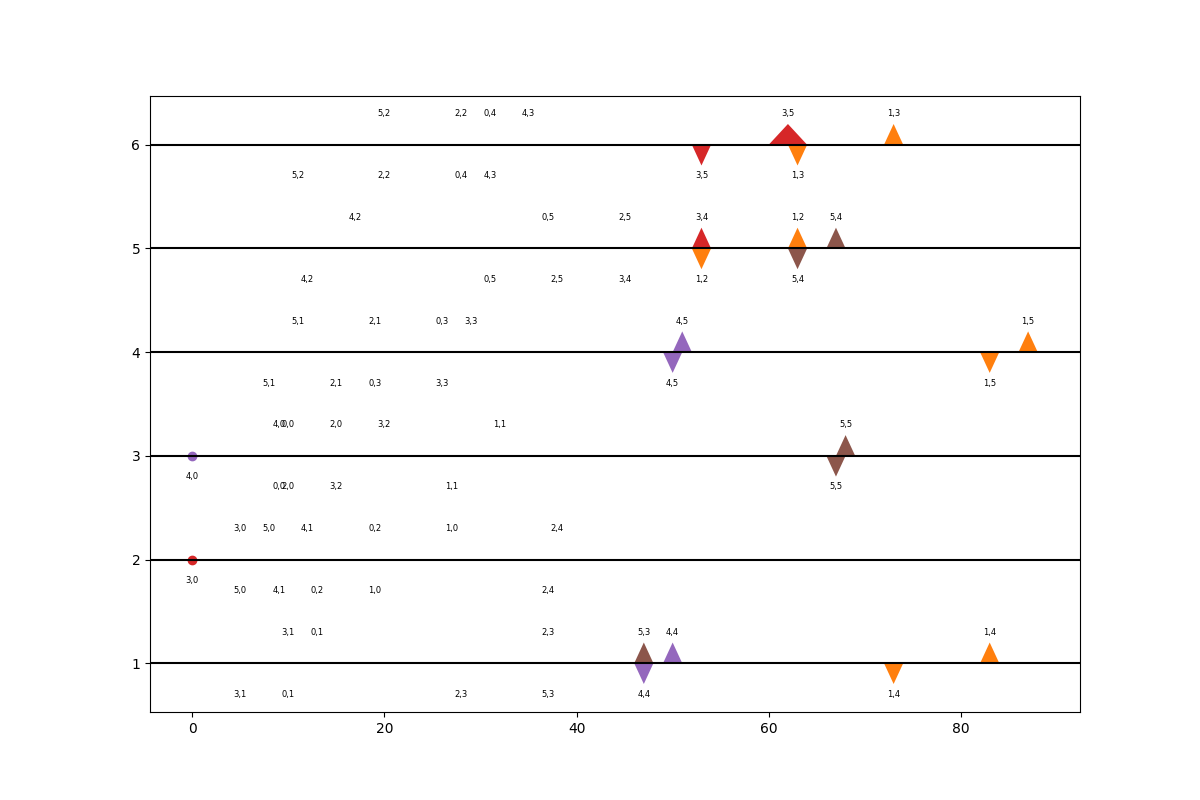 5,2 2,2 0,4 4,3 3,5 1,3
6
5,2 2,2 0,4 4,3 3,5 1,3
4,2 0,5 2,5 3,4 1,2 5,4
5
4,2 0,5 2,5 3,4 1,2 5,4
5,1 2,1 0,3 3,3 4,5 1,5
4
5,1 2,1 0,3 3,3 4,5 1,5
4,0 0,0 2,0 3,2 1,1 5,5
3
4,0
0,0 2,0 3,2 1,1 5,5
3,0 5,0 4,1 0,2 1,0 2,4
2
3,0
5,0 4,1 0,2 1,0 2,4
3,1 0,1 2,3 5,3 4,4 1,4
1
3,1 0,1 2,3 5,3 4,4 1,4
0 20 40 60 80